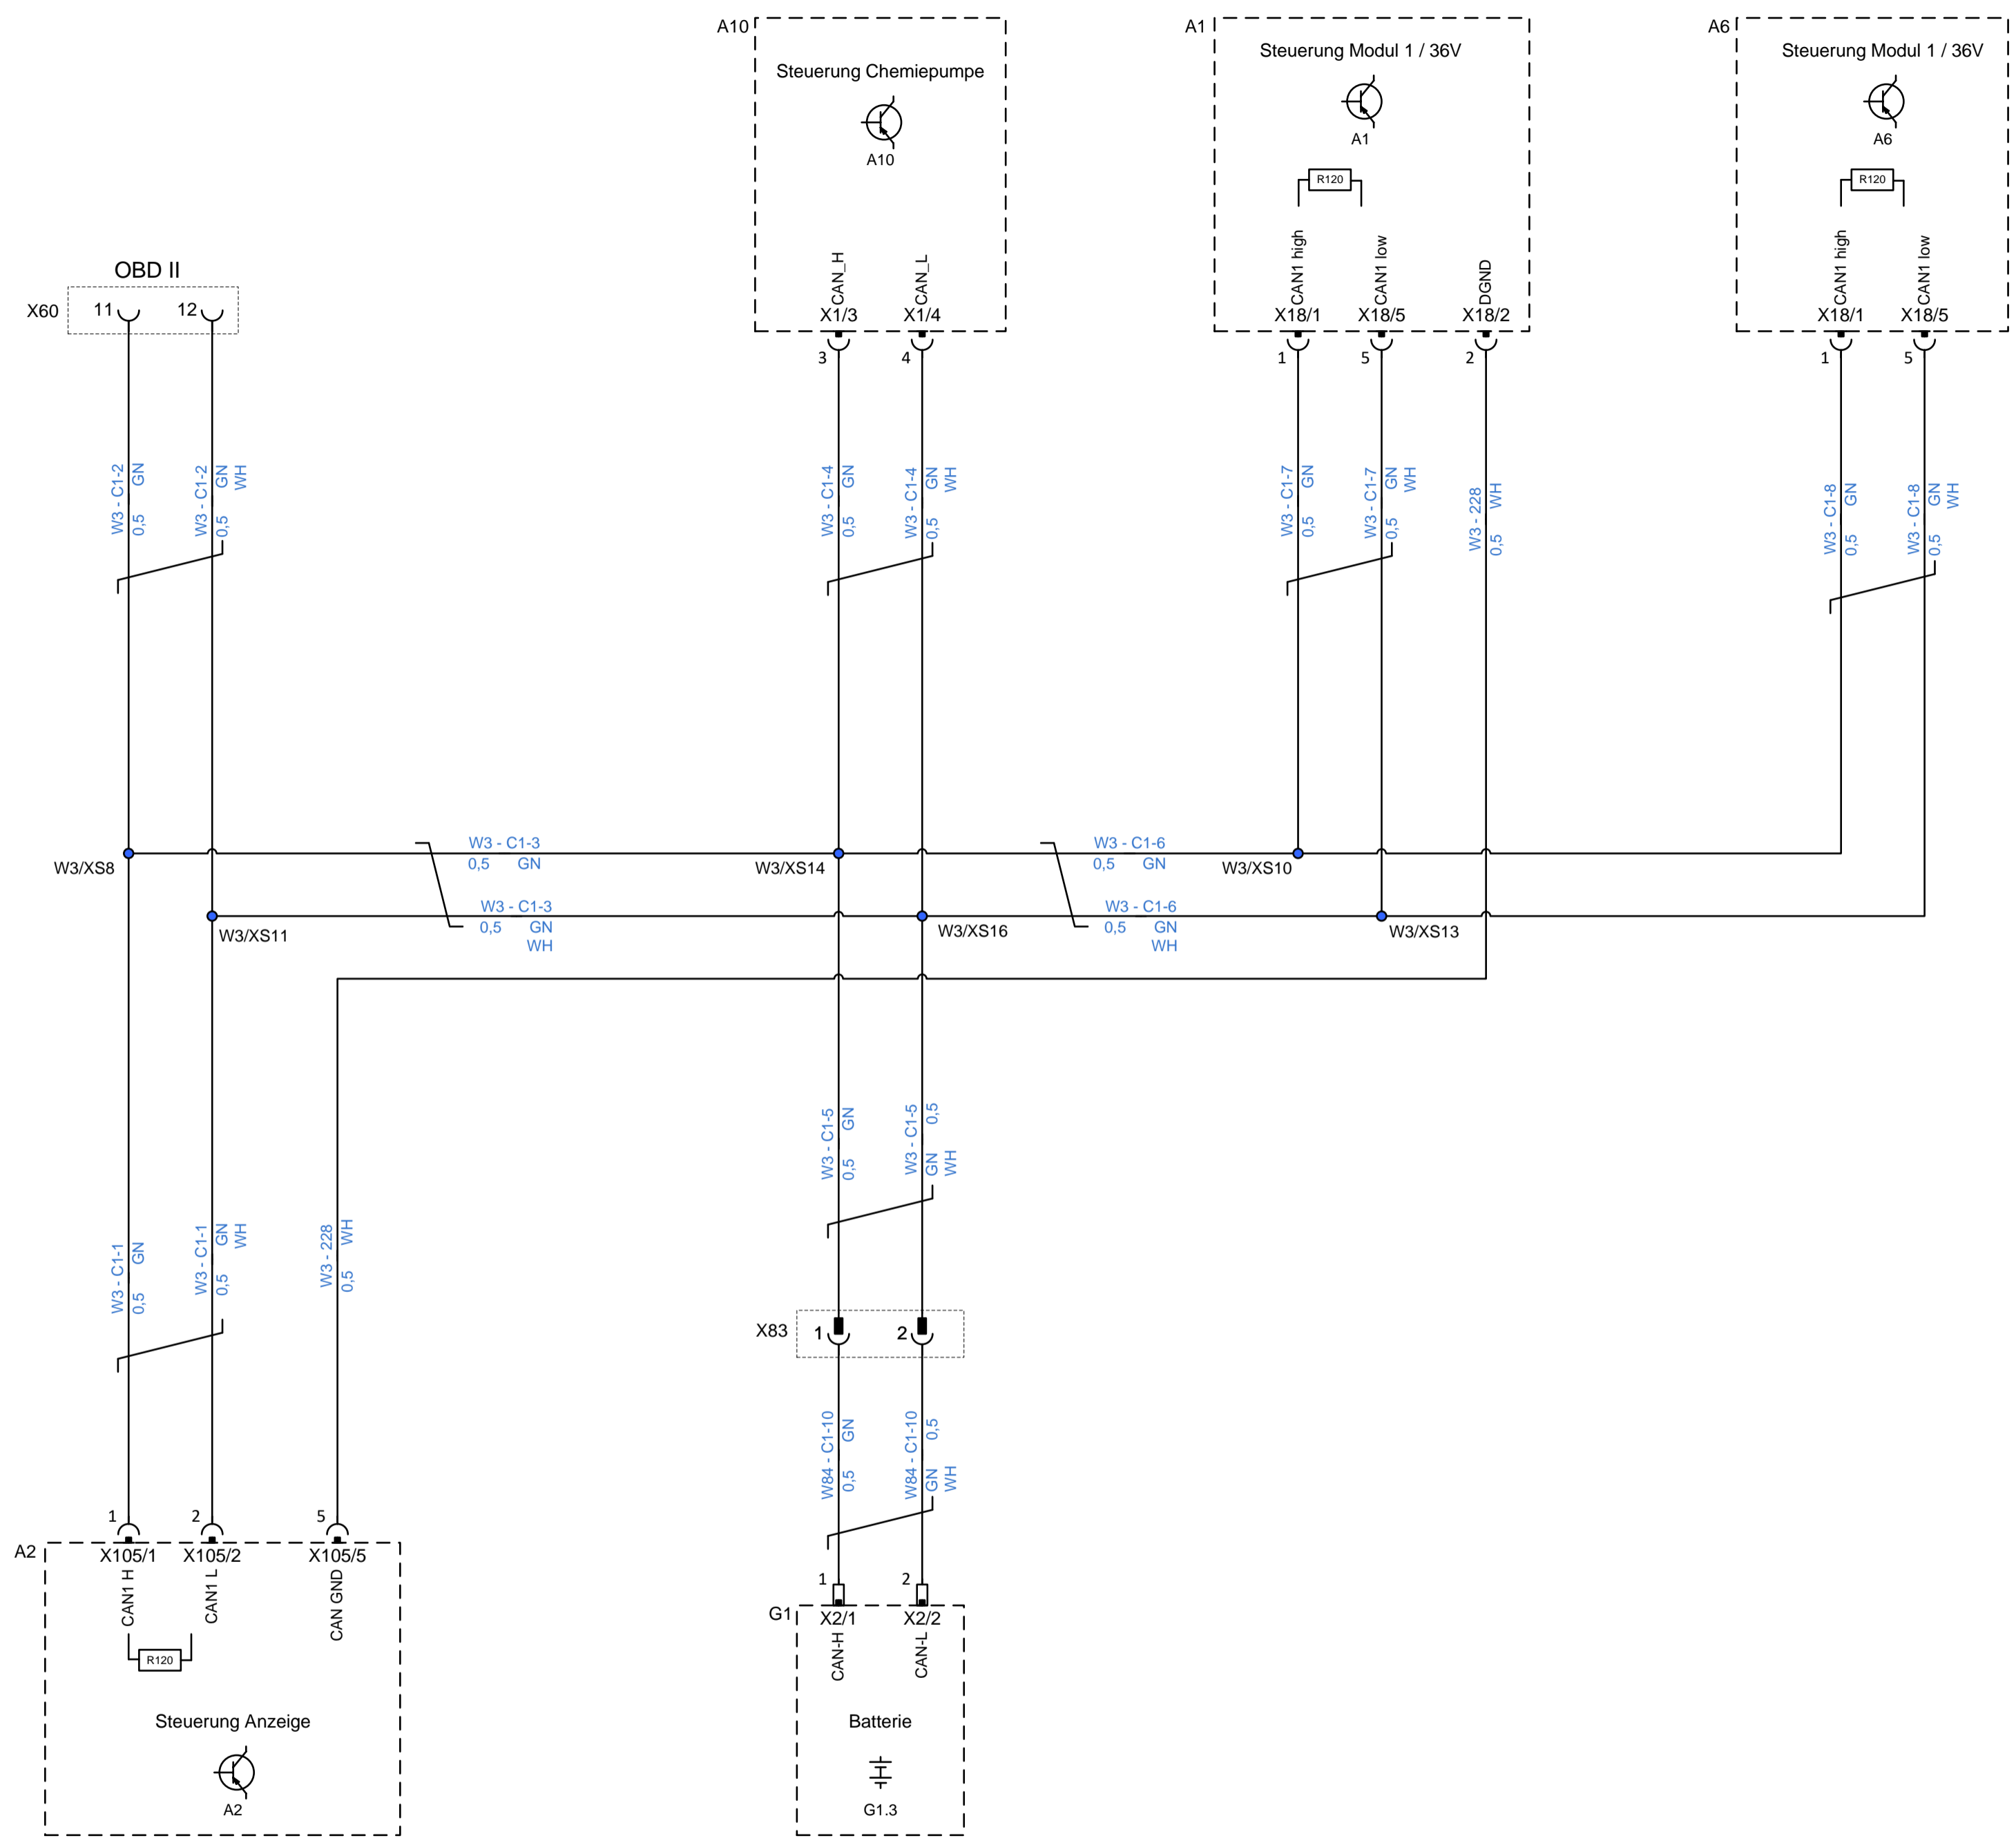 A10
Steuerung Chemiepumpe
A10
CAN_H
CAN_L
X1/3
X1/4
3
4
A1
Steuerung Modul 1 / 36V
A1
R120
CAN1 high
CAN1 low
DGND
X18/1
X18/5
X18/2
1
5
2
A6
Steuerung Modul 1 / 36V
A6
R120
CAN1 high
CAN1 low
X18/1
X18/5
1
5
OBD II
X60
11
12
W3 - C1-2
0,5 GN
W3 - C1-2
0,5 GN
WH
W3 - C1-4
0,5 GN
W3 - C1-4
0,5 GN
WH
W3 - C1-7
0,5 GN
W3 - C1-7
0,5 GN
WH
W3 - 228
0,5 WH
W3 - C1-8
0,5 GN
W3 - C1-8
0,5 GN
WH
W3/XS8
W3 - C1-3
0,5 GN
W3/XS14
W3 - C1-6
0,5 GN
W3/XS10
W3/XS11
W3 - C1-3
0,5 GN
WH
W3/XS16
W3 - C1-6
0,5 GN
WH
W3/XS13
W3 - C1-1
0,5 GN
W3 - C1-1
0,5 GN
WH
W3 - 228
0,5 WH
W3 - C1-5
0,5 GN
W3 - C1-5
GN 0,5
WH
X83
1
2
W84 - C1-10
0,5 GN
W84 - C1-10
GN 0,5
WH
1
2
5
A2
X105/1
X105/2
X105/5
CAN1 H
CAN1 L
CAN GND
R120
Steuerung Anzeige
A2
1
2
G1
X2/1
X2/2
CAN-H
CAN-L
Batterie
G1.3